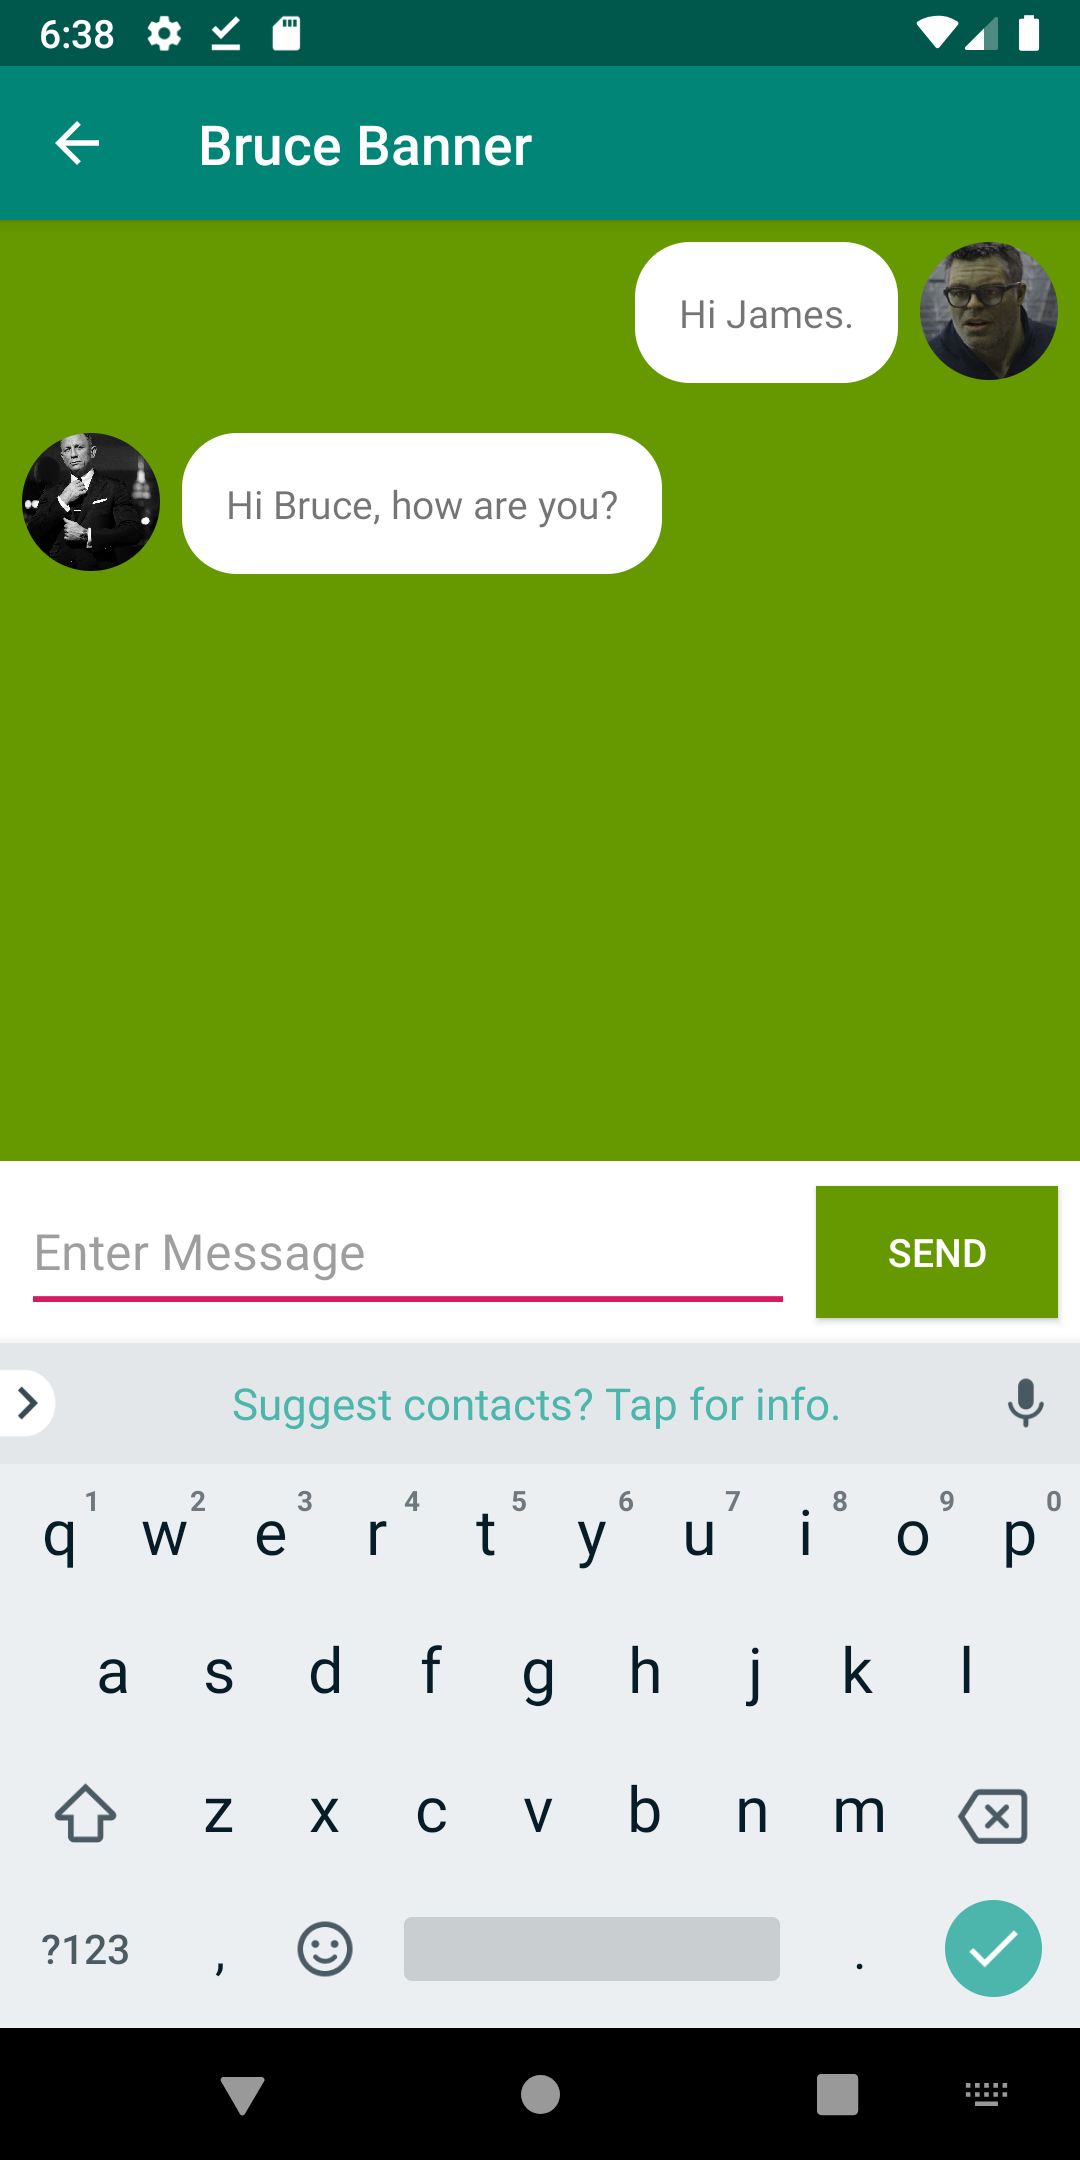 6:38
Bruce Banner
Hi James.
Hi Bruce, how are you?
Enter Message
SEND
Suggest contacts? Tap for info.
q 1 w 2 e 3 r 4 t 5 y 6 u 7 i 8 o 9 p 0
a s d f g h j k l
z x c v b n m
?123 , .